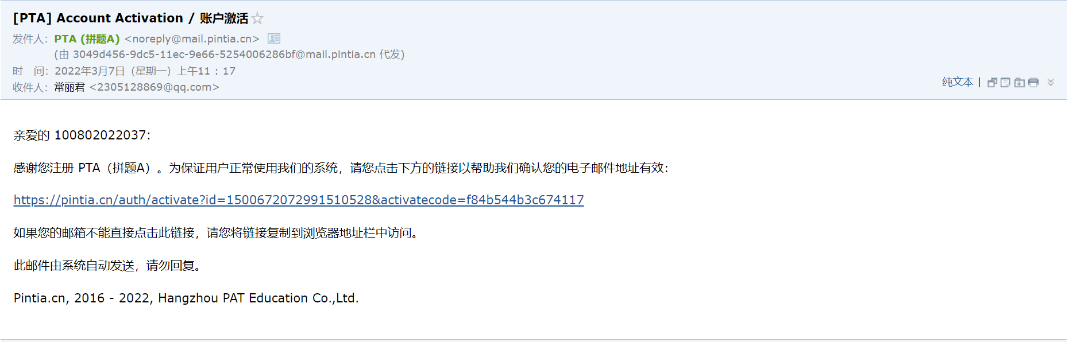 [PTA] Account Activation / 账户激活
发件人：PTA (拼题A) <noreply@mail.pintia.cn>
(由 3049d456-9dc5-11ec-9e66-5254006286bf@mail.pintia.cn 代发)
时　间：2022年3月7日（星期一）上午11：17
收件人：常丽君 <2305128869@qq.com>
纯文本 |
亲爱的 100802022037：
感谢您注册 PTA（拼题A）。为保证用户正常使用我们的系统，请您点击下方的链接以帮助我们确认您的电子邮件地址有效：
https://pintia.cn/auth/activate?id=1500672072991510528&activatecode=f84b544b3c674117
如果您的邮箱不能直接点击此链接，请您将链接复制到浏览器地址栏中访问。
此邮件由系统自动发送，请勿回复。
Pintia.cn, 2016 - 2022, Hangzhou PAT Education Co.,Ltd.